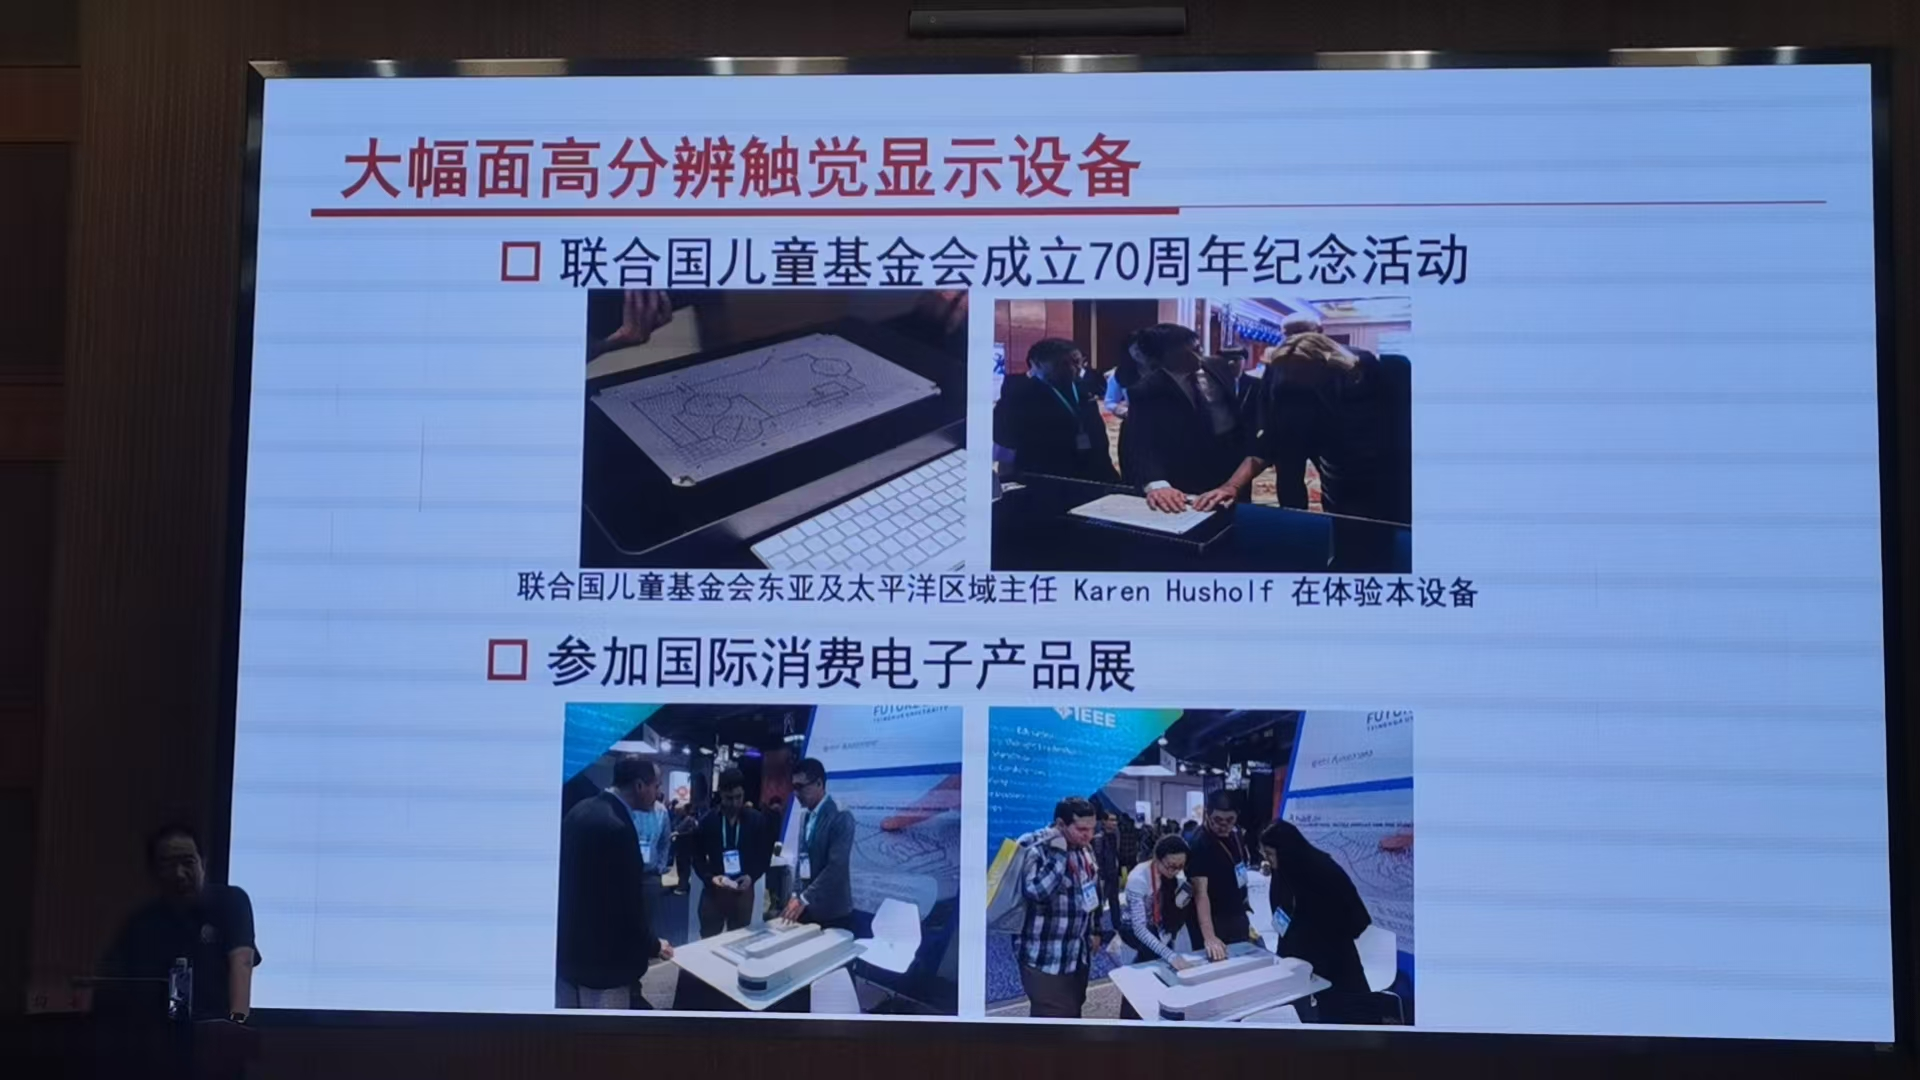 大幅面高分辨触觉显示设备
联合国儿童基金会成立70周年纪念活动
联合国儿童基金会东亚及太平洋区域主任 Karen Husholf 在体验本设备
参加国际消费电子产品展
IEEE